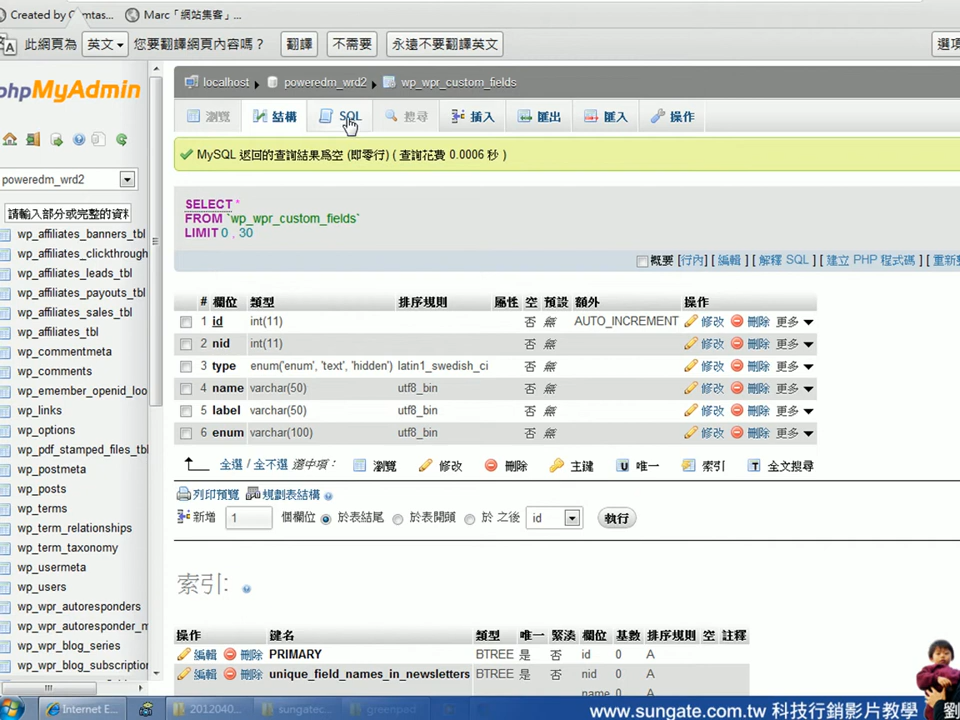 Created by Camtas... Marc「網站集客」...
此網頁為 英文 您要翻譯網頁內容嗎？ 翻譯 不需要 永遠不要翻譯英文 選項
phpMyAdmin
poweredm_wrd2
請輸入部分或完整的資料
wp_affiliates_banners_tbl
wp_affiliates_clickthrough
wp_affiliates_leads_tbl
wp_affiliates_payouts_tbl
wp_affiliates_sales_tbl
wp_affiliates_tbl
wp_commentmeta
wp_comments
wp_emember_openid_loo
wp_links
wp_options
wp_pdf_stamped_files_tbl
wp_postmeta
wp_posts
wp_terms
wp_term_relationships
wp_term_taxonomy
wp_usermeta
wp_users
wp_wpr_autoresponders
wp_wpr_autoresponder_m
wp_wpr_blog_series
wp_wpr_blog_subscription
localhost poweredm_wrd2 wp_wpr_custom_fields
瀏覽 結構 SQL 搜尋 插入 匯出 匯入 操作
MySQL 返回的查詢結果為空 (即零行) ( 查詢花費 0.0006 秒 )
SELECT *
FROM `wp_wpr_custom_fields`
LIMIT 0 , 30
概要 [行內] [ 編輯 ] [ 解釋 SQL ] [ 建立 PHP 程式碼 ] [ 重新整
# 欄位 類型 排序規則 屬性 空 預設 額外 操作
1 id int(11) 否 無 AUTO_INCREMENT 修改 刪除 更多
2 nid int(11) 否 無 修改 刪除 更多
3 type enum('enum', 'text', 'hidden') latin1_swedish_ci 否 無 修改 刪除 更多
4 name varchar(50) utf8_bin 否 無 修改 刪除 更多
5 label varchar(50) utf8_bin 否 無 修改 刪除 更多
6 enum varchar(100) utf8_bin 否 無 修改 刪除 更多
全選 / 全不選 選中項： 瀏覽 修改 刪除 主鍵 唯一 索引 全文搜尋
列印預覽 規劃表結構
新增 1 個欄位 於表結尾 於表開頭 於 之後 id 執行
索引:
操作 鍵名 類型 唯一 緊湊 欄位 基數 排序規則 空 註釋
編輯 刪除 PRIMARY BTREE 是 否 id 0 A
編輯 刪除 unique_field_names_in_newsletters BTREE 是 否 nid 0 A
name 0 A
Internet E... 2012040... sungatec... greenped...
www.sungate.com.tw 科技行銷影片教學
劉